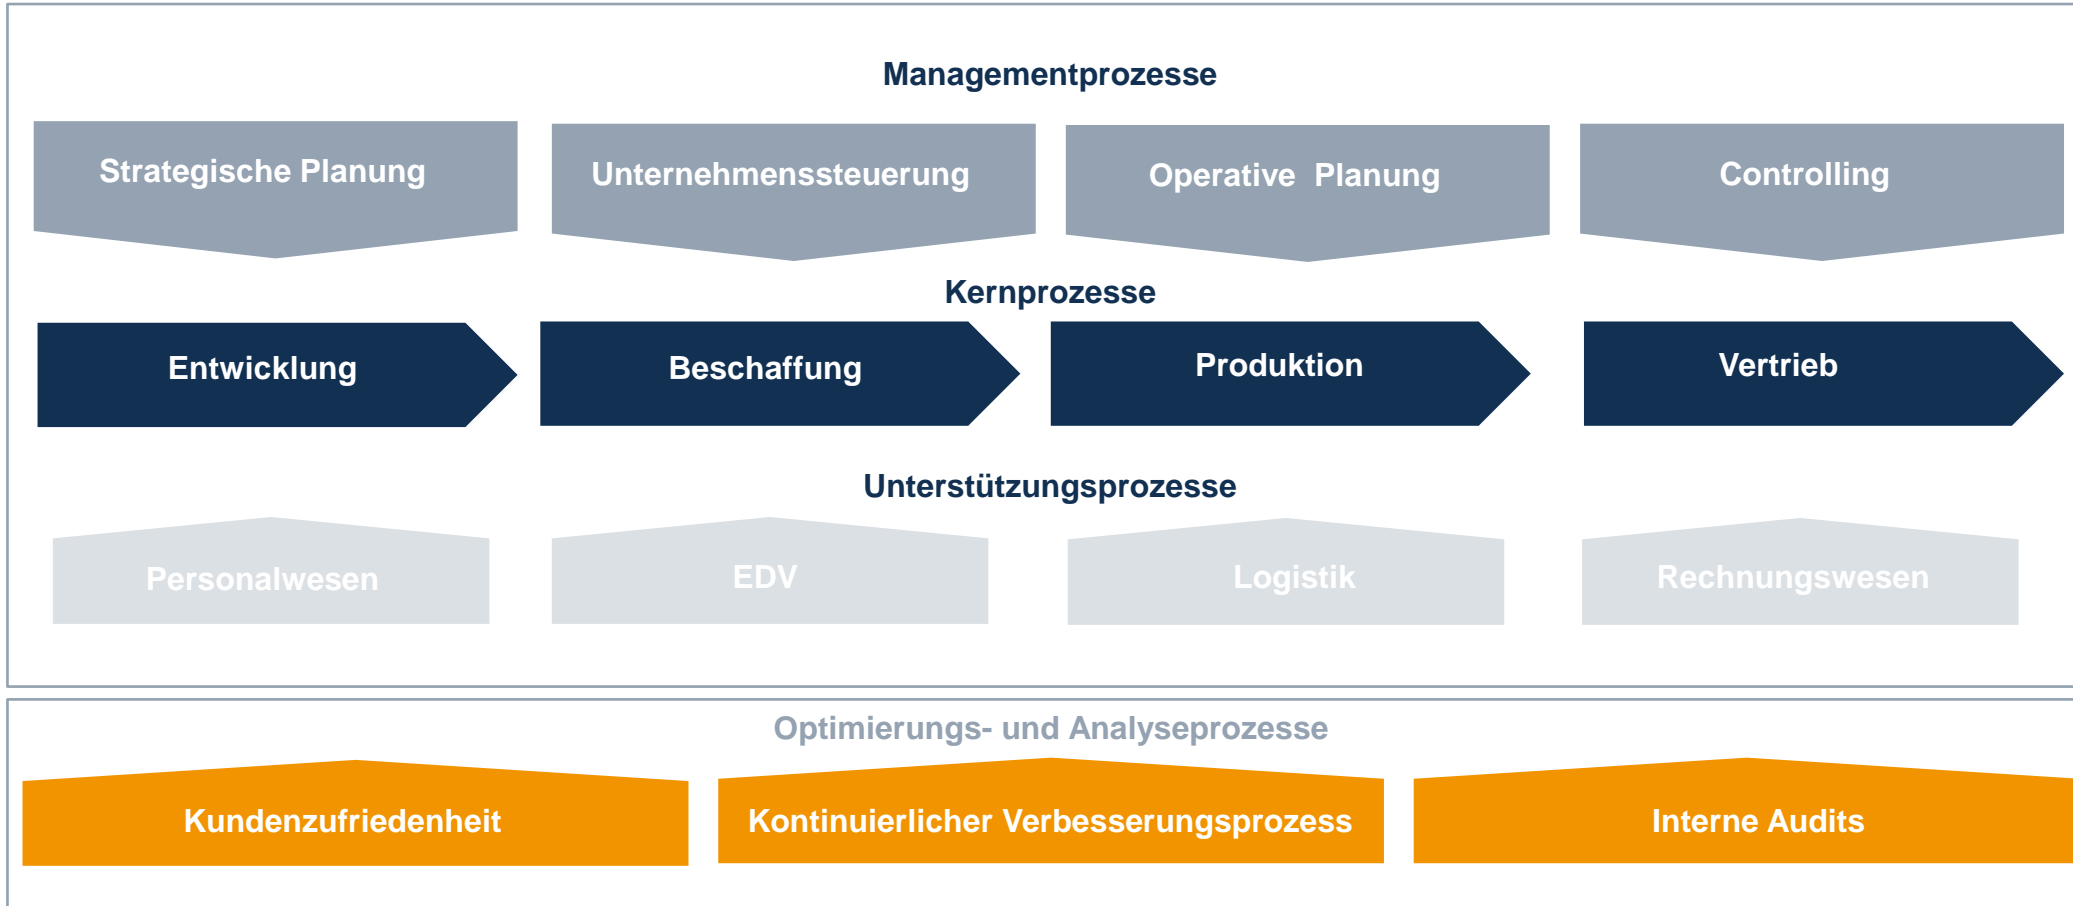 Managementprozesse
Strategische Planung
Unternehmenssteuerung
Operative  Planung
Controlling
Kernprozesse
Entwicklung
Beschaffung
Produktion
Vertrieb
Unterstützungsprozesse
Personalwesen
EDV
Logistik
Rechnungswesen
Optimierungs- und Analyseprozesse
Kundenzufriedenheit
Kontinuierlicher Verbesserungsprozess
Interne Audits